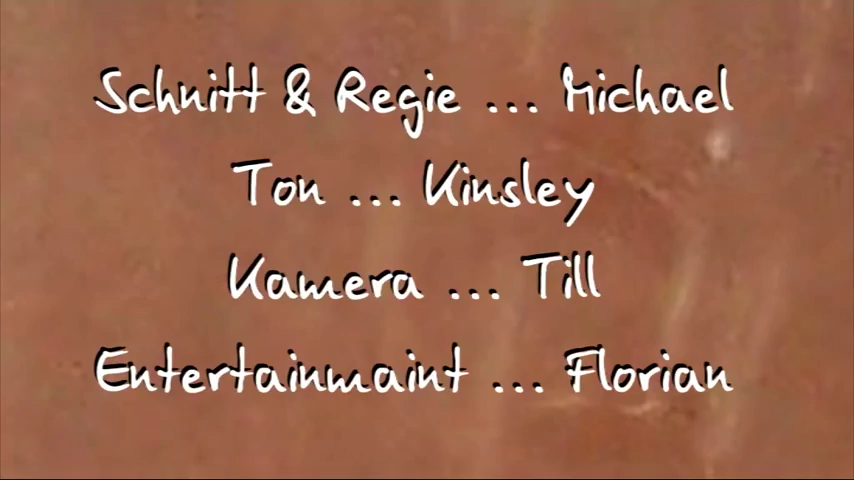 Schnitt & Regie ... Michael
Ton ... Kinsley
Kamera ... Till
Entertainmaint ... Florian